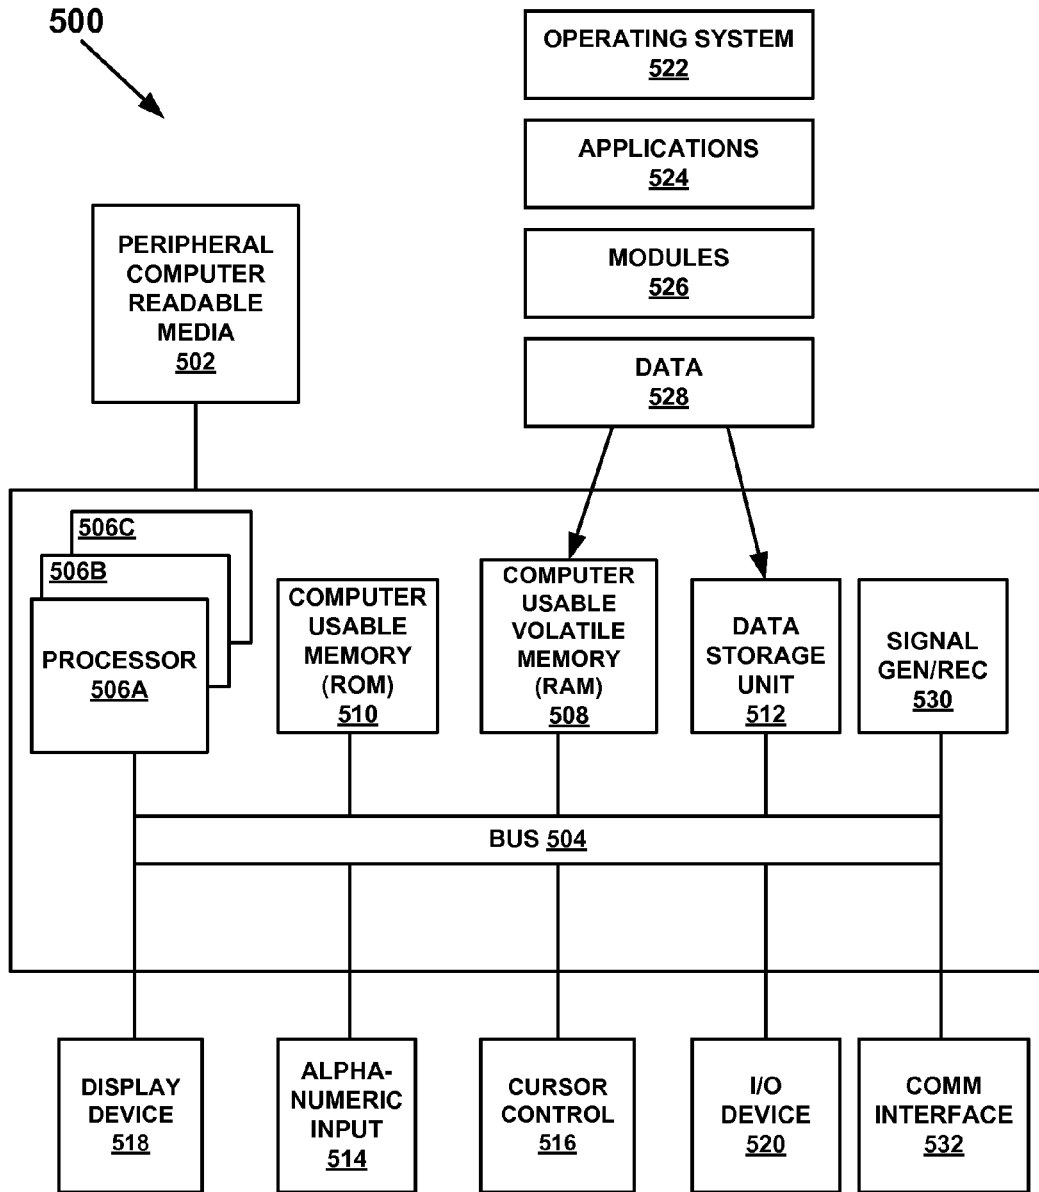 500
OPERATING SYSTEM
522
APPLICATIONS
524
MODULES
526
DATA
528
PERIPHERAL
COMPUTER
READABLE
MEDIA
502
506C
506B
PROCESSOR
506A
COMPUTER
USABLE
MEMORY
(ROM)
510
COMPUTER
USABLE
VOLATILE
MEMORY
(RAM)
508
DATA
STORAGE
UNIT
512
SIGNAL
GEN/REC
530
BUS 504
DISPLAY
DEVICE
518
ALPHA-
NUMERIC
INPUT
514
CURSOR
CONTROL
516
I/O
DEVICE
520
COMM
INTERFACE
532